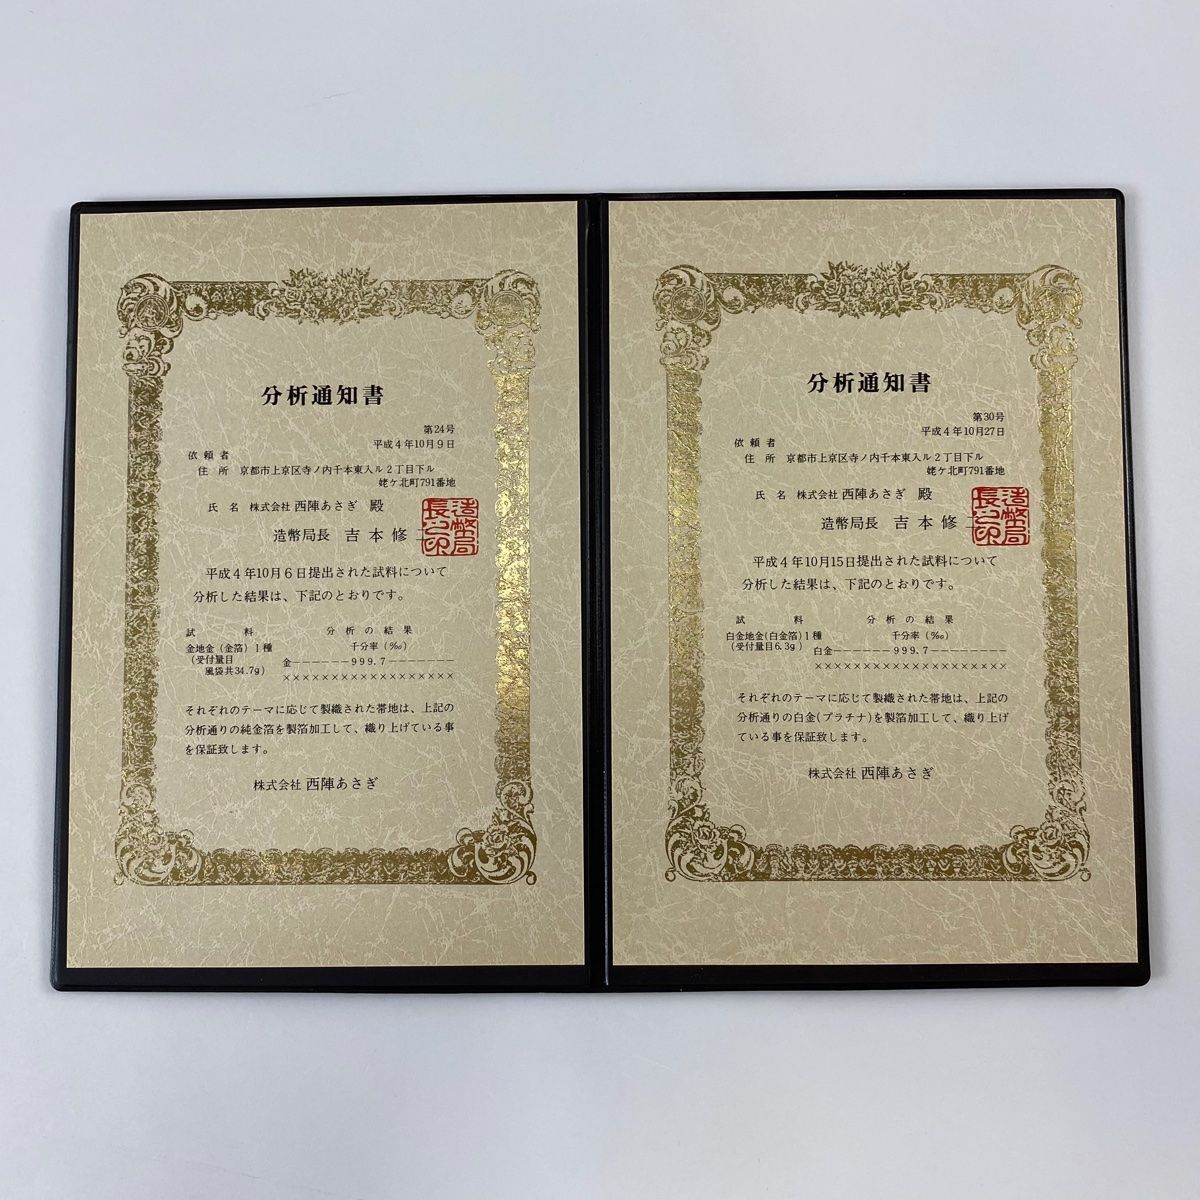 分析通知書
第24号
平成4年10月9日
依頼者
住所 京都市上京区寺ノ内千本東入ル2丁目下ル
姥ケ北町791番地
氏名 株式会社 西陣あさぎ 殿
造幣局長 吉本修二
造幣局長之印
平成4年10月6日提出された試料について
分析した結果は、下記のとおりです。
試料 分析の結果
金地金(金箔)1種 千分率(‰)
(受付量目
風袋共34.7g) 金------999.7--------
××××××××××××××××××
それぞれのテーマに応じて製織された帯地は、上記の
分析通りの純金箔を製箔加工して、織り上げている事
を保証致します。
株式会社 西陣あさぎ
分析通知書
第30号
平成4年10月27日
依頼者
住所 京都市上京区寺ノ内千本東入ル2丁目下ル
姥ケ北町791番地
氏名 株式会社 西陣あさぎ 殿
造幣局長 吉本修二
造幣局長之印
平成4年10月15日提出された試料について
分析した結果は、下記のとおりです。
試料 分析の結果
白金地金(白金箔)1種 千分率(‰)
(受付量目6.3g) 白金------999.7--------
××××××××××××××××××××
それぞれのテーマに応じて製織された帯地は、上記の
分析通りの白金(プラチナ)を製箔加工して、織り上げ
ている事を保証致します。
株式会社 西陣あさぎ